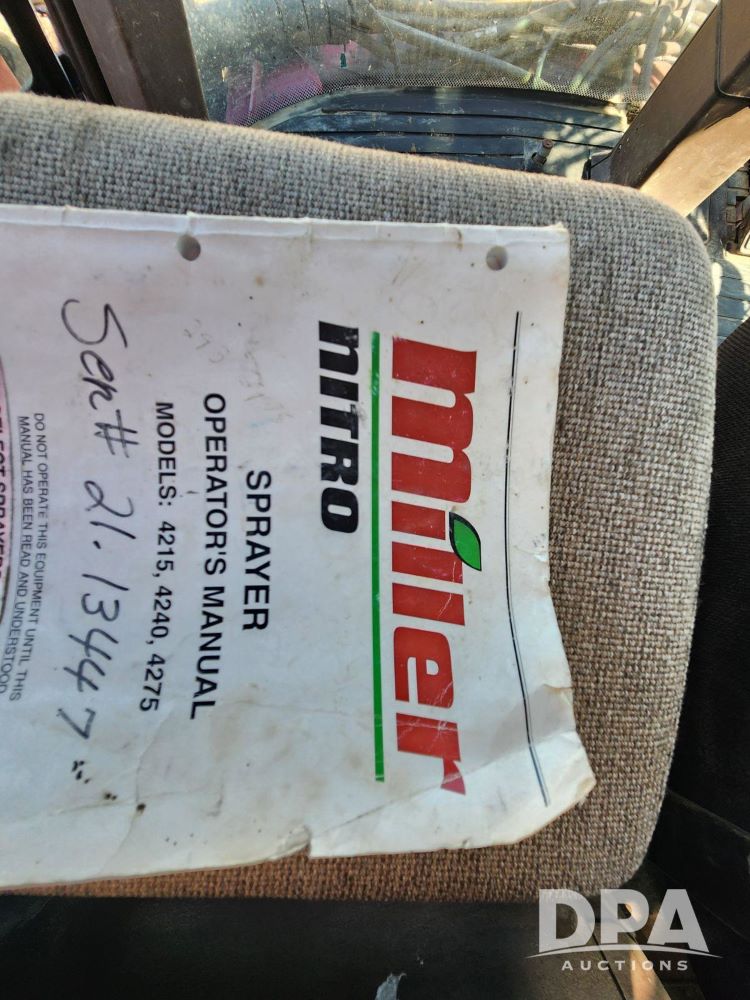 miller
NITRO
SPRAYER
OPERATOR'S MANUAL
MODELS: 4215, 4240, 4275
Ser# 21.13447
DO NOT OPERATE THIS EQUIPMENT UNTIL THIS
MANUAL HAS BEEN READ AND UNDERSTOOD
DPA
AUCTIONS